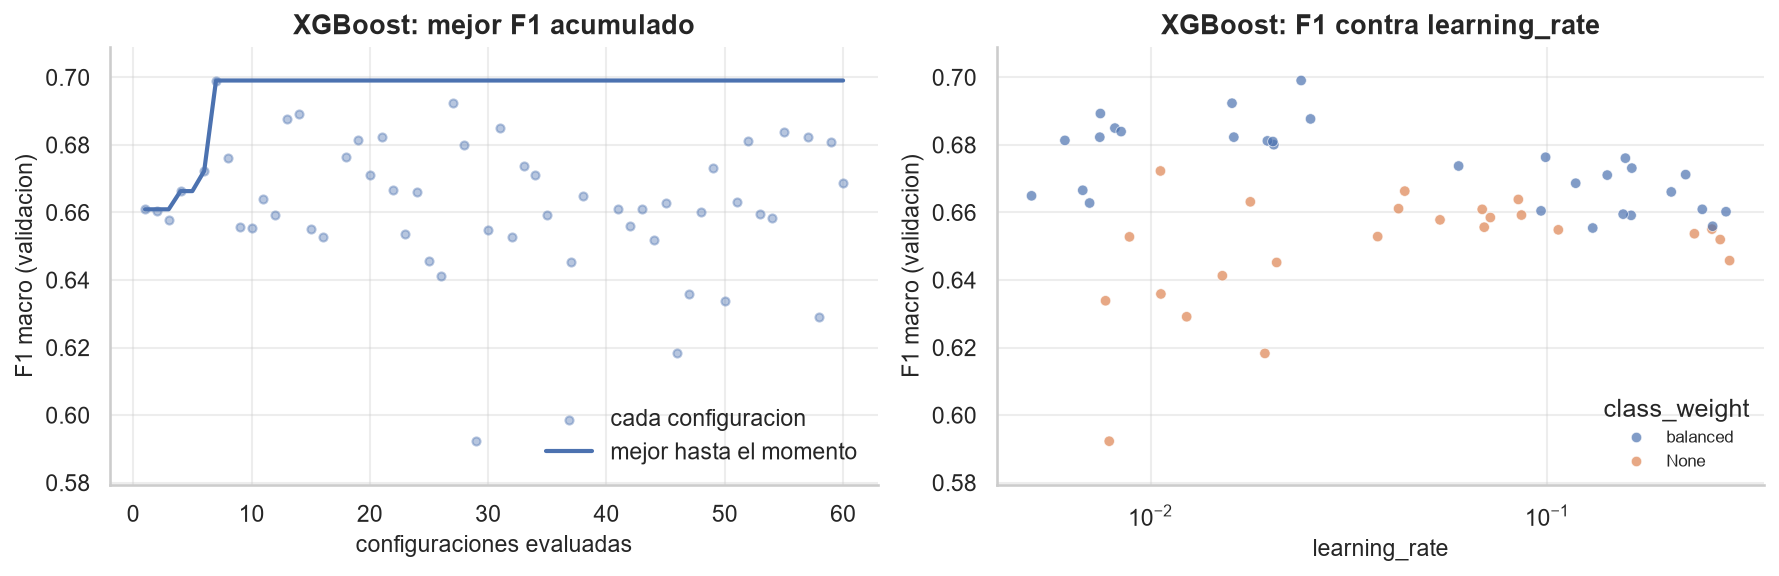 XGBoost: mejor F1 acumulado
F1 macro (validacion)
0.70
0.68
0.66
0.64
0.62
0.60
0.58
0 10 20 30 40 50 60
configuraciones evaluadas
cada configuracion
mejor hasta el momento
XGBoost: F1 contra learning_rate
F1 macro (validacion)
0.70
0.68
0.66
0.64
0.62
0.60
0.58
10⁻² 10⁻¹
learning_rate
class_weight
balanced
None